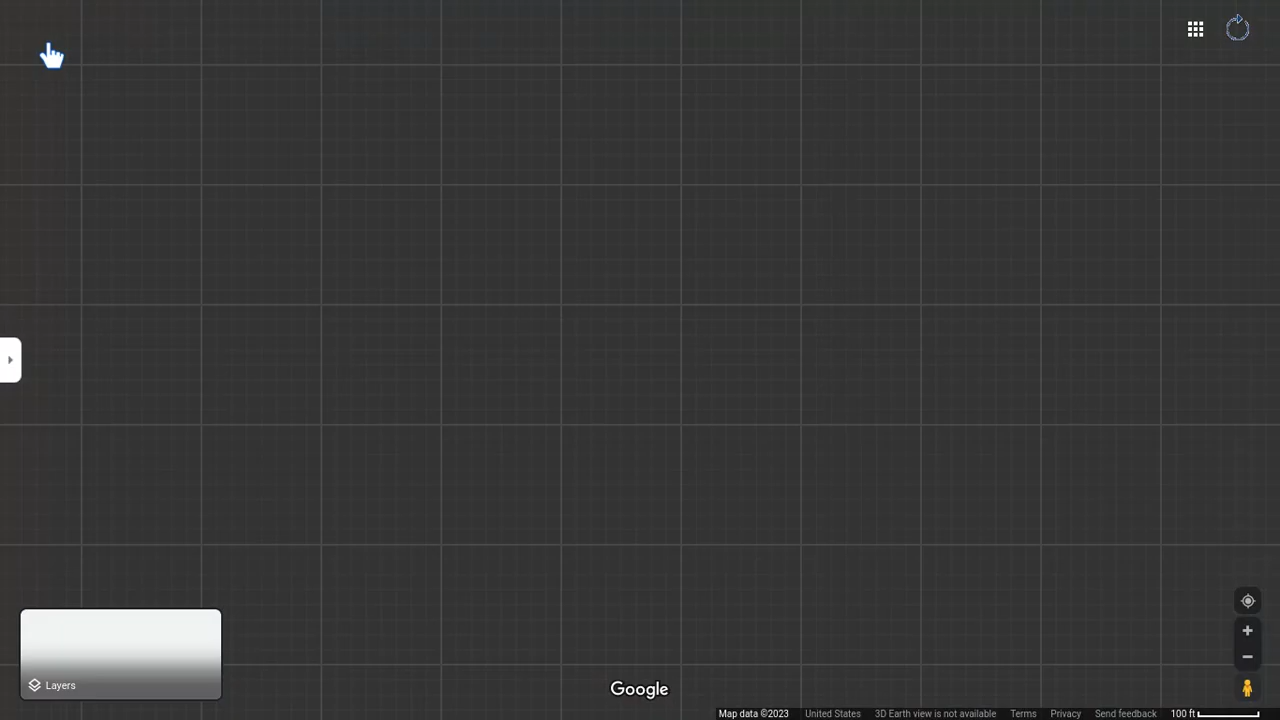 Layers
Google
Map data ©2023 United States 3D Earth view is not available Terms Privacy Send feedback 100 ft